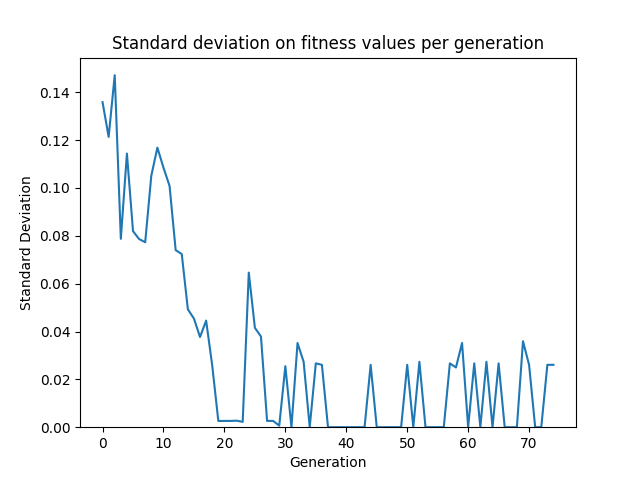 Standard deviation on fitness values per generation
Standard Deviation
0.14
0.12
0.10
0.08
0.06
0.04
0.02
0.00
0 10 20 30 40 50 60 70
Generation